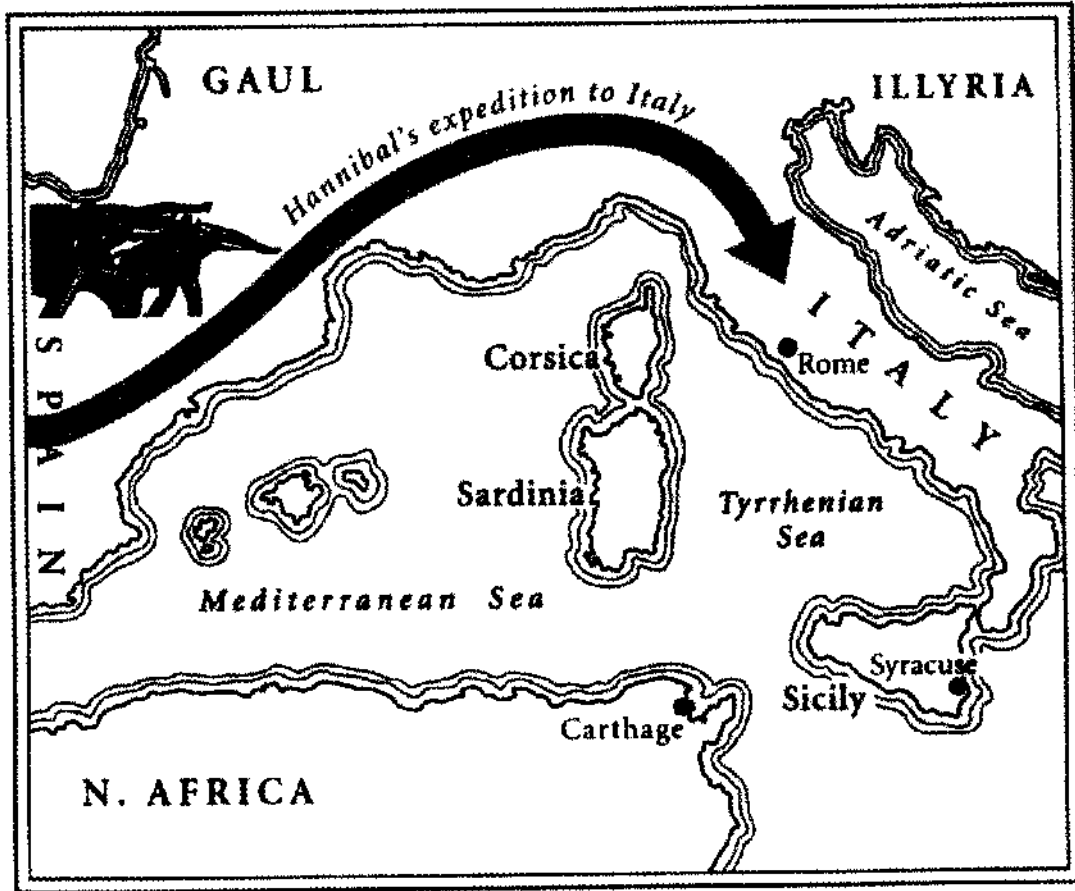 GAUL
ILLYRIA
Hannibal's expedition to Italy
Adriatic Sea
SPAIN
ITALY
Corsica
Rome
Sardinia
Tyrrhenian
Sea
Mediterranean Sea
Syracuse
Sicily
Carthage
N. AFRICA